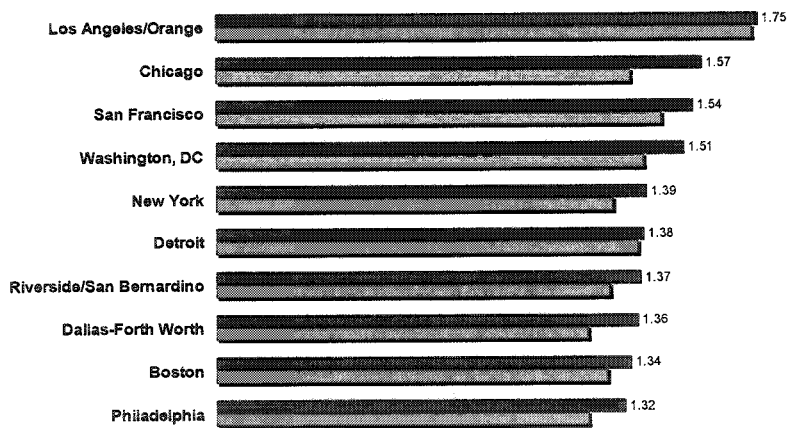 Los Angeles/Orange 1.75
Chicago 1.57
San Francisco 1.54
Washington, DC 1.51
New York 1.39
Detroit 1.38
Riverside/San Bernardino 1.37
Dallas-Forth Worth 1.36
Boston 1.34
Philadelphia 1.32